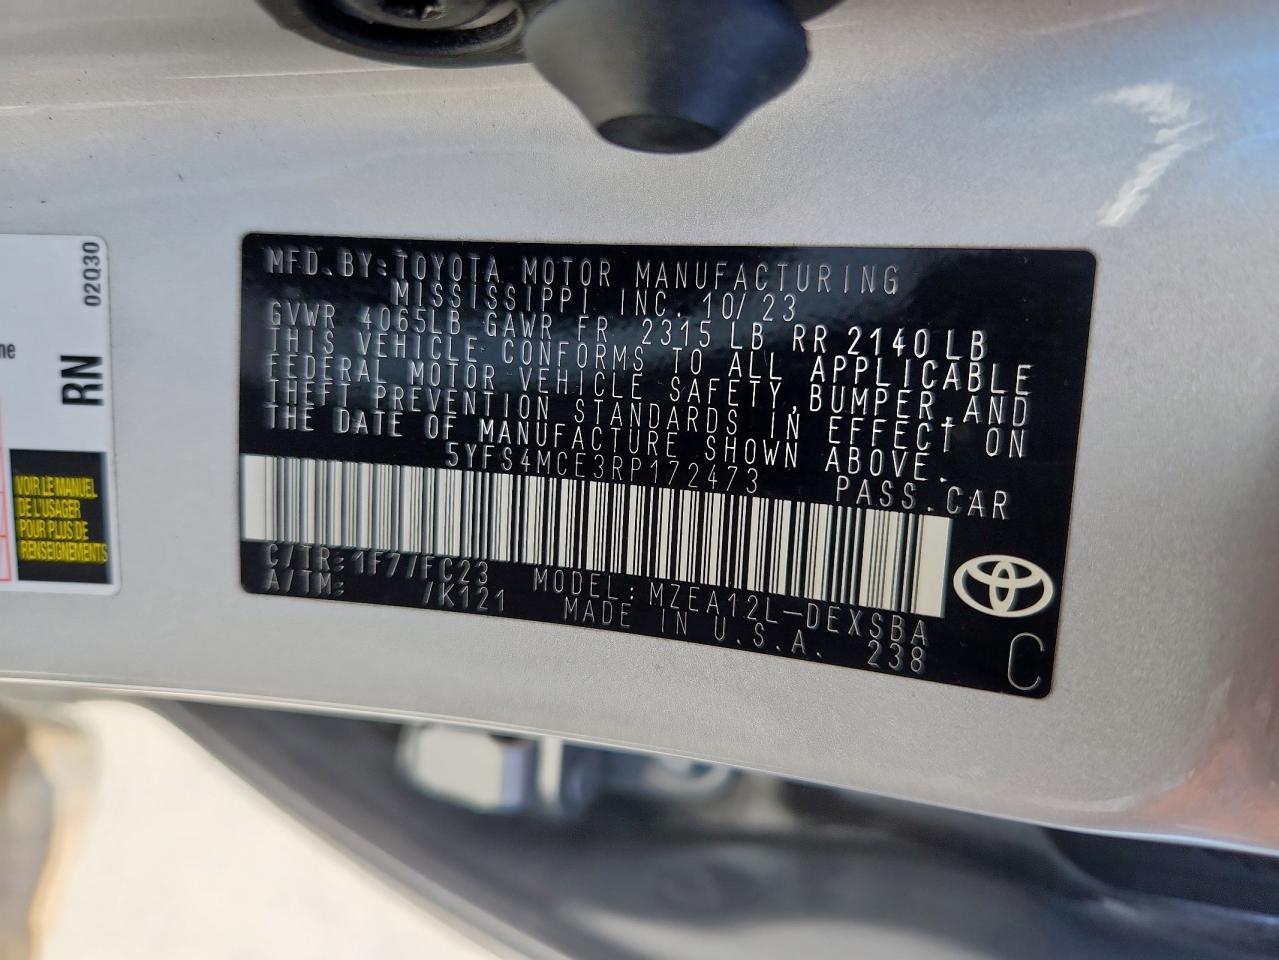 MFD. BY: TOYOTA MOTOR MANUFACTURING
MISSISSIPPI, INC. 10/23
GVWR 4065LB GAWR FR 2315 LB RR 2140 LB
THIS VEHICLE CONFORMS TO ALL APPLICABLE
FEDERAL MOTOR VEHICLE SAFETY, BUMPER, AND
THEFT PREVENTION STANDARDS IN EFFECT ON
THE DATE OF MANUFACTURE SHOWN ABOVE.
5YFS4MCE3RP172473 PASS. CAR
C/TR: 1F7/FC23 MODEL: MZEA12L-DEXSBA
A/TM: /K121 MADE IN U.S.A. 238
C
02Q30
RN
VOIR LE MANUEL
DE L'USAGER
POUR PLUS DE
RENSEIGNEMENTS